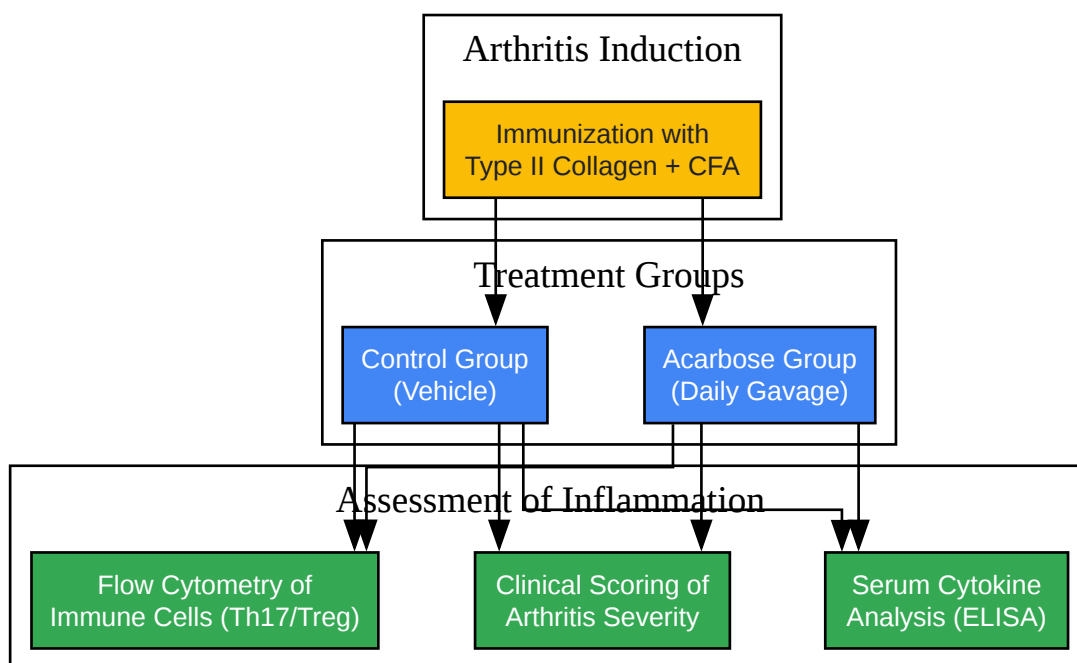 Arthritis Induction
Immunization with
Type II Collagen + CFA
Treatment Groups
Control Group
(Vehicle)
Acarbose Group
(Daily Gavage)
Assessment of Inflammation
Flow Cytometry of
Immune Cells (Th17/Treg)
Clinical Scoring of
Arthritis Severity
Serum Cytokine
Analysis (ELISA)